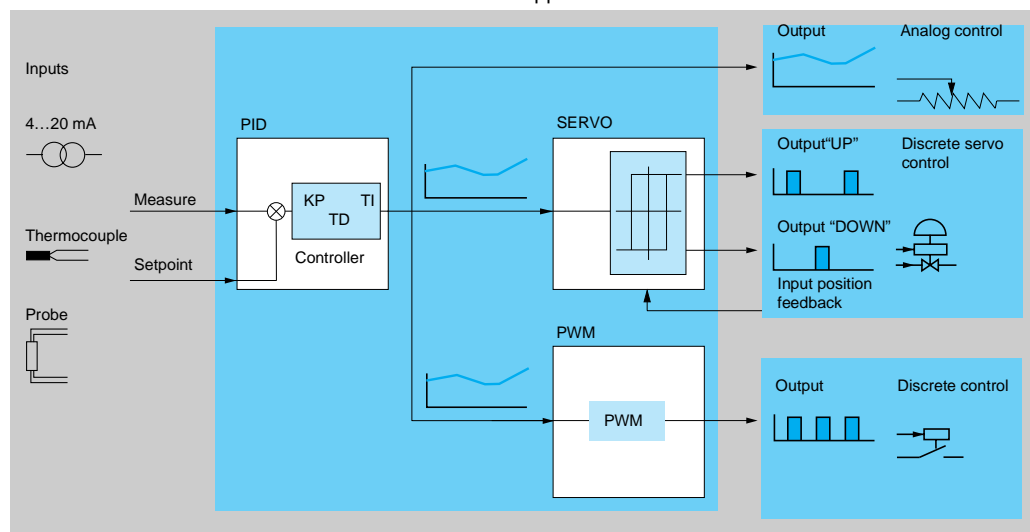 pp
Inputs
4…20 mA
Thermocouple
Probe
Measure
Setpoint
PID
KP TI
TD
Controller
SERVO
PWM
PWM
Output
Analog control
Output“UP”
Discrete servo
control
Output “DOWN”
Input position
feedback
Output
Discrete control